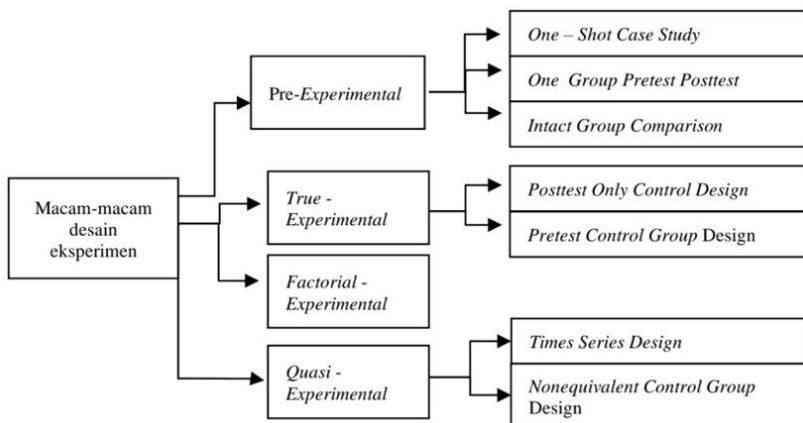 Macam-macam
desain
eksperimen
Pre-Experimental
One – Shot Case Study
One Group Pretest Posttest
Intact Group Comparison
True -
Experimental
Posttest Only Control Design
Pretest Control Group Design
Factorial -
Experimental
Quasi -
Experimental
Times Series Design
Nonequivalent Control Group
Design